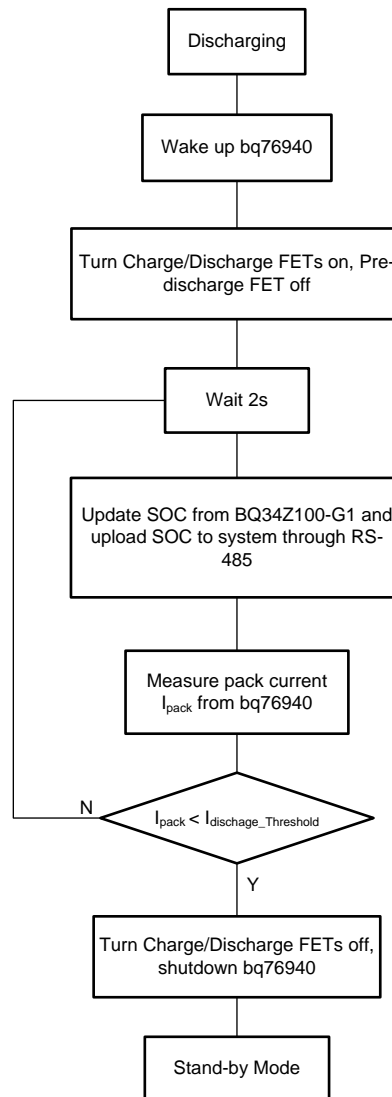 Discharging
Wake up bq76940
Turn Charge/Discharge FETs on, Pre-
discharge FET off
Wait 2s
Update SOC from BQ34Z100-G1 and
upload SOC to system through RS-
485
Measure pack current
Ipack from bq76940
N
Ipack < Idischage_Threshold
Y
Turn Charge/Discharge FETs off,
shutdown bq76940
Stand-by Mode